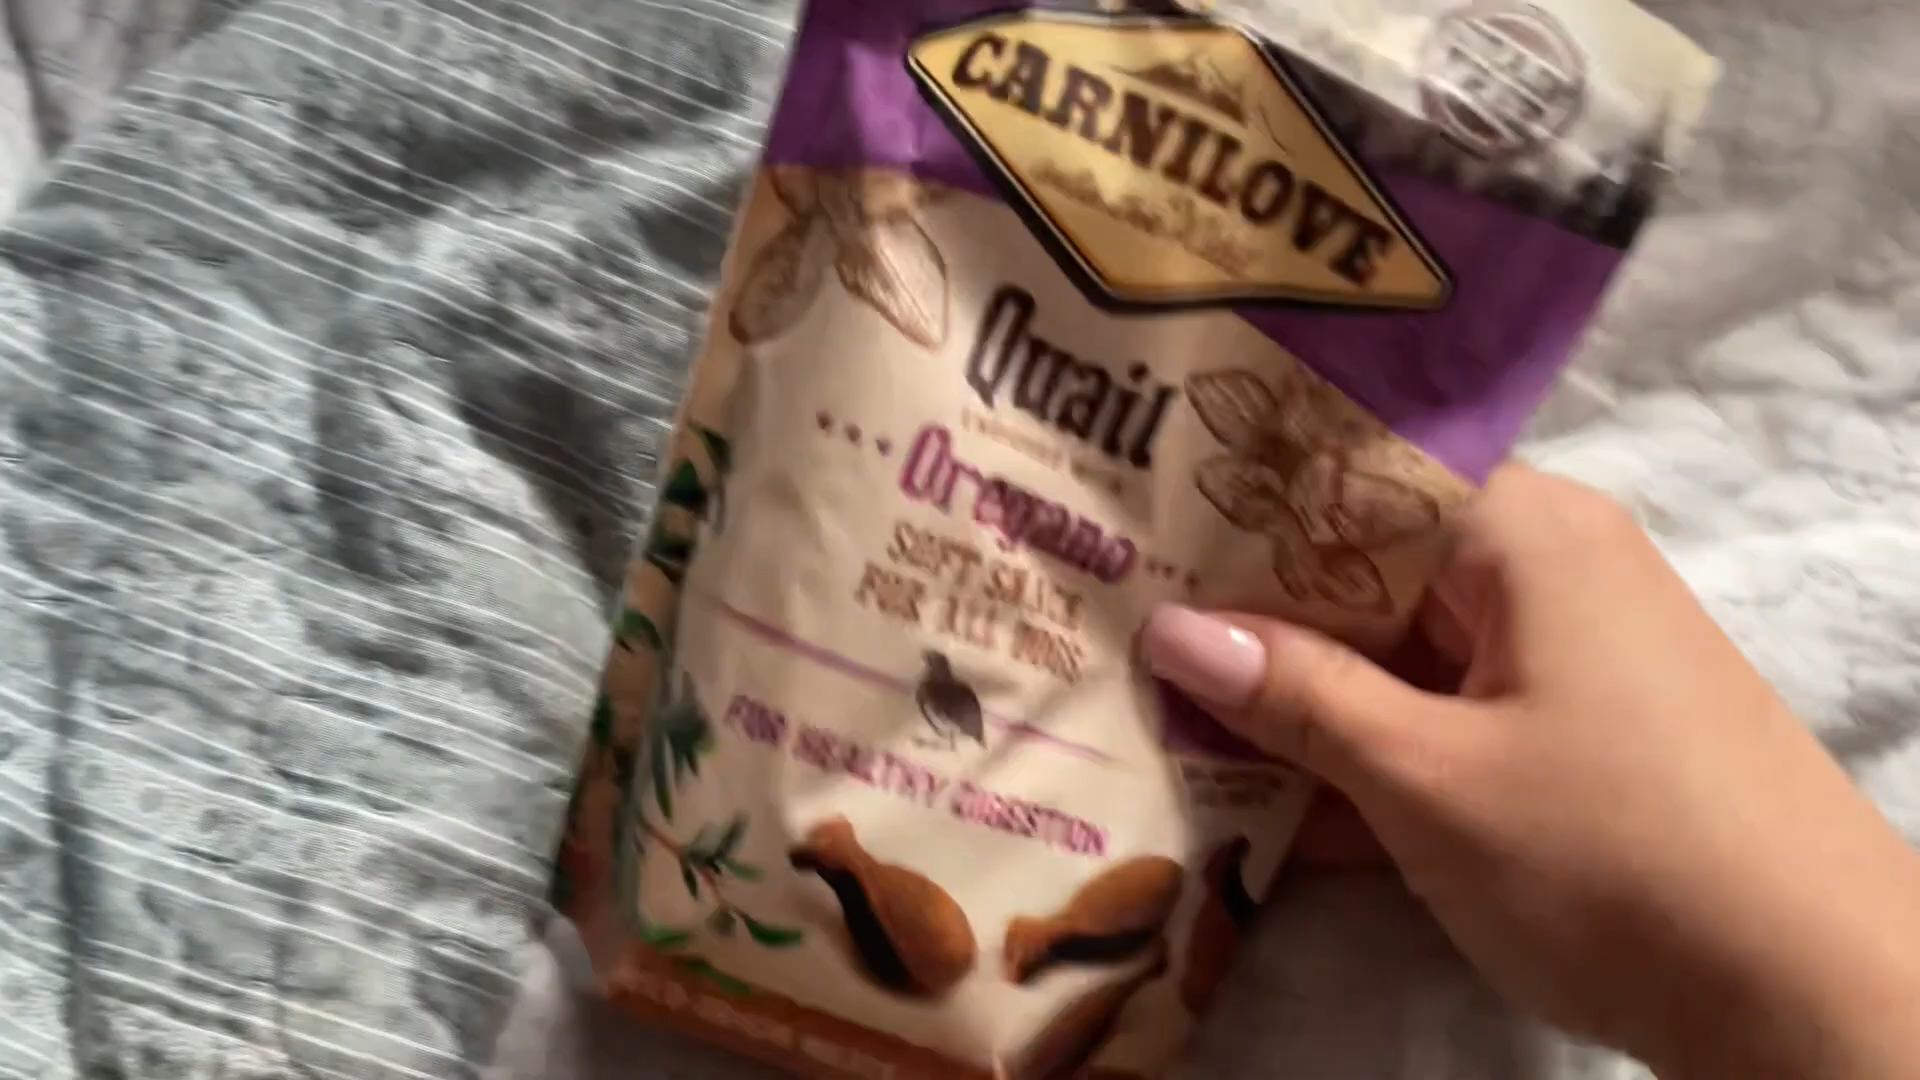 CARNILOVE
Quail
Oregano
SOFT SNACK
FOR ALL DOGS
FOR HEALTHY DIGESTION